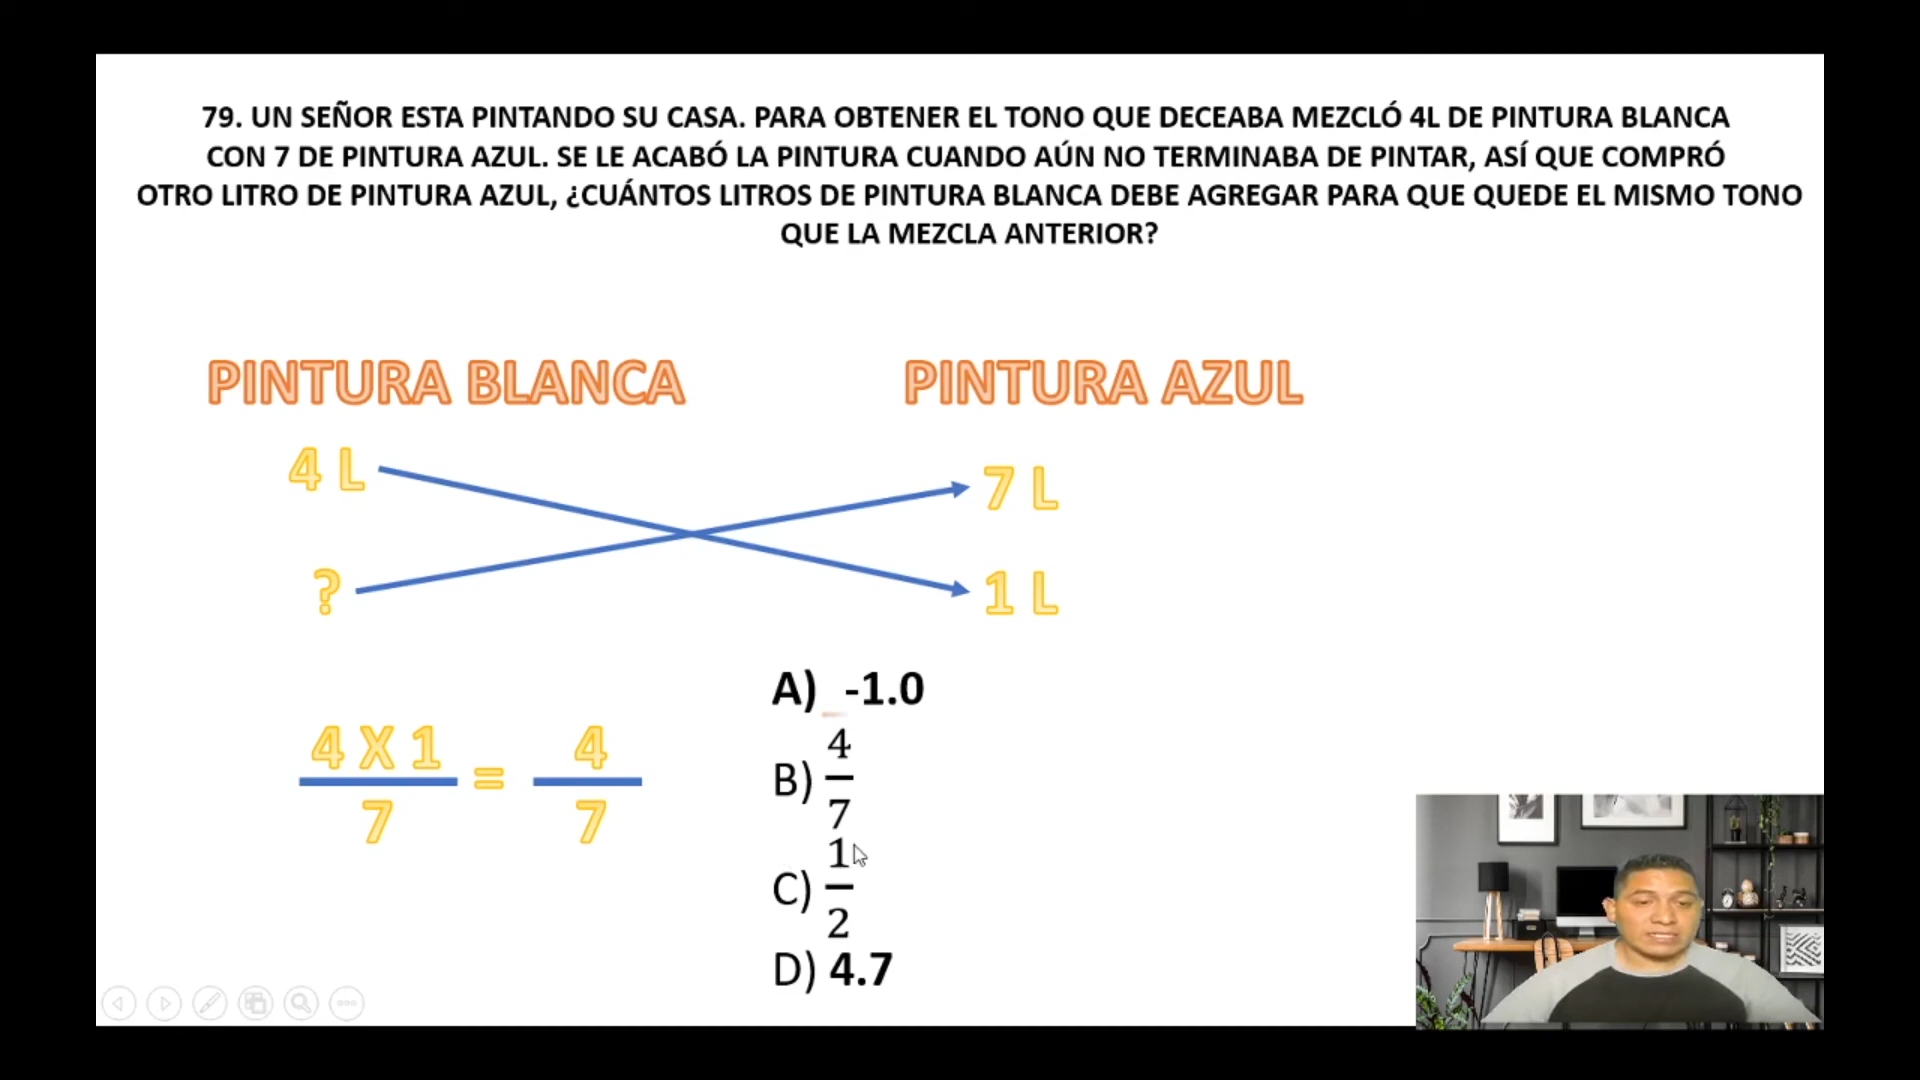 79. UN SEÑOR ESTA PINTANDO SU CASA. PARA OBTENER EL TONO QUE DECEABA MEZCLÓ 4L DE PINTURA BLANCA
CON 7 DE PINTURA AZUL. SE LE ACABÓ LA PINTURA CUANDO AÚN NO TERMINABA DE PINTAR, ASÍ QUE COMPRÓ
OTRO LITRO DE PINTURA AZUL, ¿CUÁNTOS LITROS DE PINTURA BLANCA DEBE AGREGAR PARA QUE QUEDE EL MISMO TONO
QUE LA MEZCLA ANTERIOR?
PINTURA BLANCA
PINTURA AZUL
4 L
7 L
?
1 L
4 X 1
7
=
4
7
A) _-1.0
B) 4/7
C) 1/2
D) 4.7